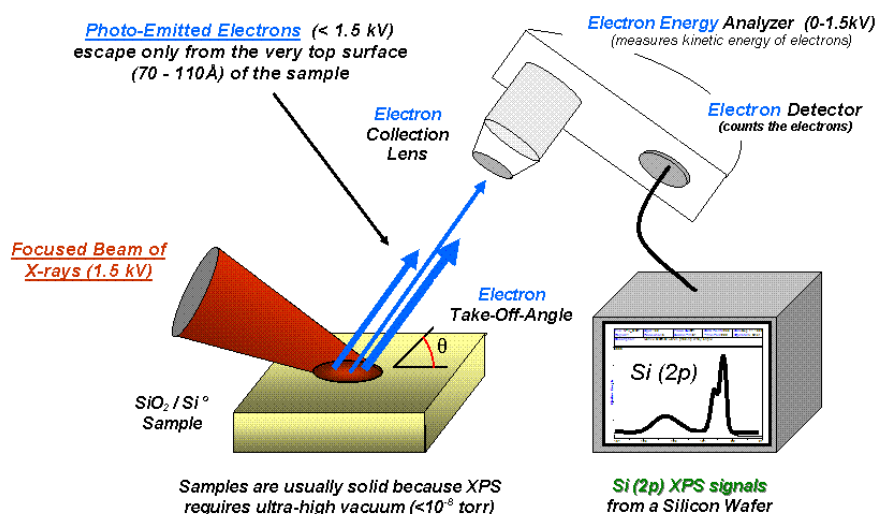 Photo-Emitted Electrons (< 1.5 kV)
escape only from the very top surface
(70 - 110Å) of the sample
Electron Energy Analyzer (0-1.5kV)
(measures kinetic energy of electrons)
Electron
Collection
Lens
Electron Detector
(counts the electrons)
Focused Beam of
X-rays (1.5 kV)
Electron
Take-Off-Angle
θ
SiO₂ / Si°
Sample
Si (2p)
Samples are usually solid because XPS
requires ultra-high vacuum (<10⁻⁸ torr)
Si (2p) XPS signals
from a Silicon Wafer